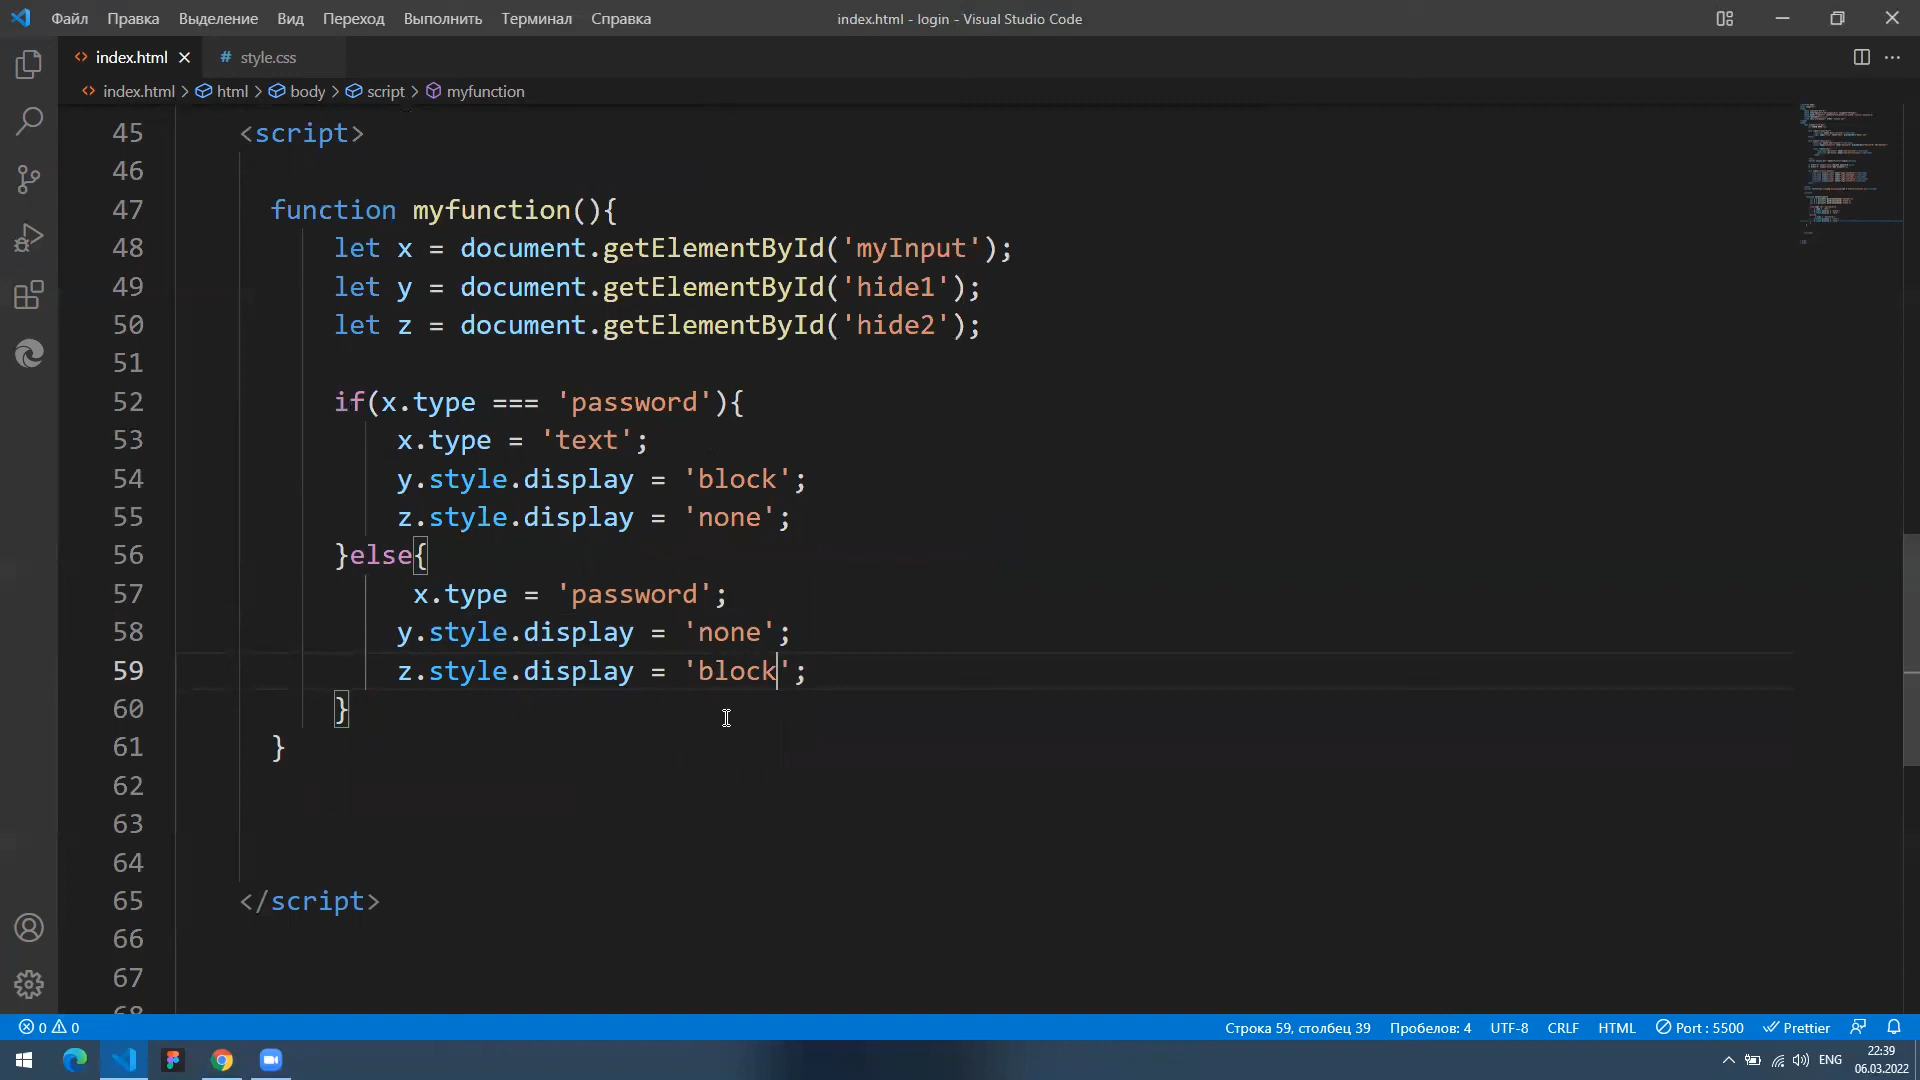 Файл Правка Выделение Вид Переход Выполнить Терминал Справка
index.html - login - Visual Studio Code
index.html
# style.css
index.html > html > body > script > myfunction
45 <script>
46
47 function myfunction(){
48 let x = document.getElementById('myInput');
49 let y = document.getElementById('hide1');
50 let z = document.getElementById('hide2');
51
52 if(x.type === 'password'){
53 x.type = 'text';
54 y.style.display = 'block';
55 z.style.display = 'none';
56 }else{
57 x.type = 'password';
58 y.style.display = 'none';
59 z.style.display = 'block';
60 }
61 }
62
63
64
65 </script>
66
67
68
0 0 Строка 59, столбец 39 Пробелов: 4 UTF-8 CRLF HTML Port : 5500 Prettier
ENG 22:39
06.03.2022